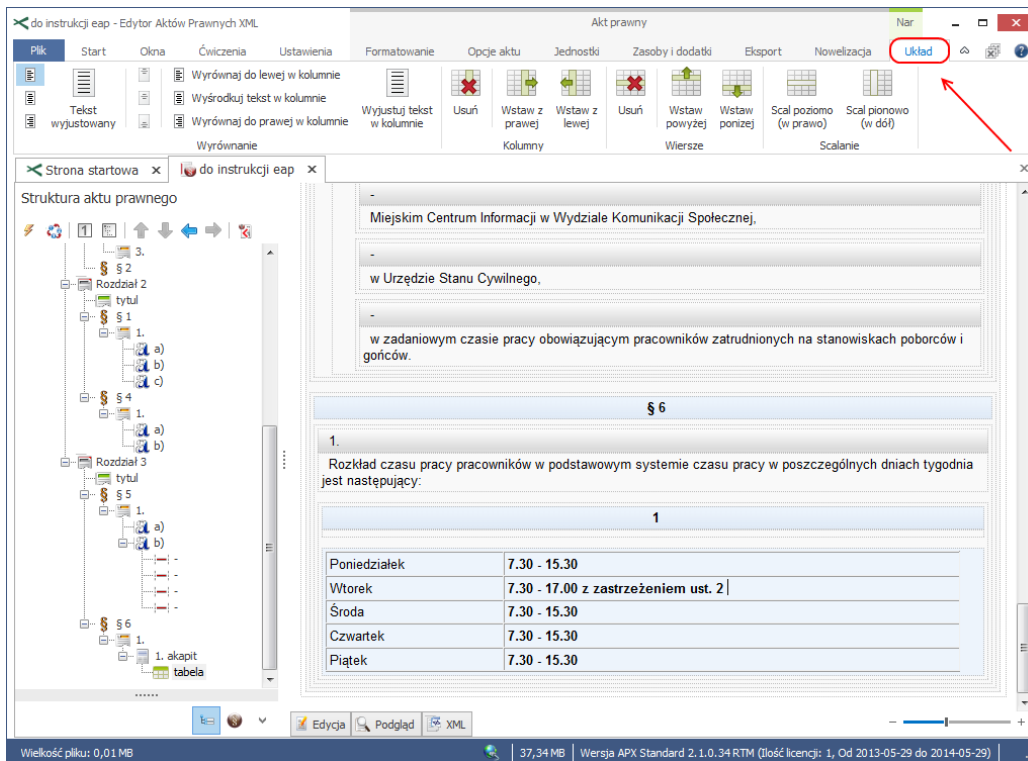 do instrukcji eap - Edytor Aktów Prawnych XML
Akt prawny
Nar
Plik Start Okna Ćwiczenia Ustawienia Formatowanie Opcje aktu Jednostki Zasoby i dodatki Eksport Nowelizacja Układ
Tekst wyjustowany
Wyrównaj do lewej w kolumnie
Wyśrodkuj tekst w kolumnie
Wyrównaj do prawej w kolumnie
Wyjustuj tekst w kolumnie
Usuń
Wstaw z prawej
Wstaw z lewej
Usuń
Wstaw powyżej
Wstaw ponizej
Scal poziomo (w prawo)
Scal pionowo (w dół)
Wyrównanie Kolumny Wiersze Scalanie
Strona startowa x do instrukcji eap x
Struktura aktu prawnego
3.
§ 2
Rozdział 2
tytul
§ 1
1.
a)
b)
c)
§ 4
1.
a)
b)
Rozdział 3
tytul
§ 5
1.
a)
b)
-
-
-
-
§ 6
1.
1. akapit
tabela
-
Miejskim Centrum Informacji w Wydziale Komunikacji Społecznej,
-
w Urzędzie Stanu Cywilnego,
-
w zadaniowym czasie pracy obowiązującym pracowników zatrudnionych na stanowiskach poborców i
gońców.
§ 6
1.
Rozkład czasu pracy pracowników w podstawowym systemie czasu pracy w poszczególnych dniach tygodnia
jest następujący:
1
Poniedziałek 7.30 - 15.30
Wtorek 7.30 - 17.00 z zastrzeżeniem ust. 2
Środa 7.30 - 15.30
Czwartek 7.30 - 15.30
Piątek 7.30 - 15.30
Edycja Podgląd XML
Wielkość pliku: 0,01 MB 37,34 MB Wersja APX Standard 2.1.0.34 RTM (Ilość licencji: 1, Od 2013-05-29 do 2014-05-29)